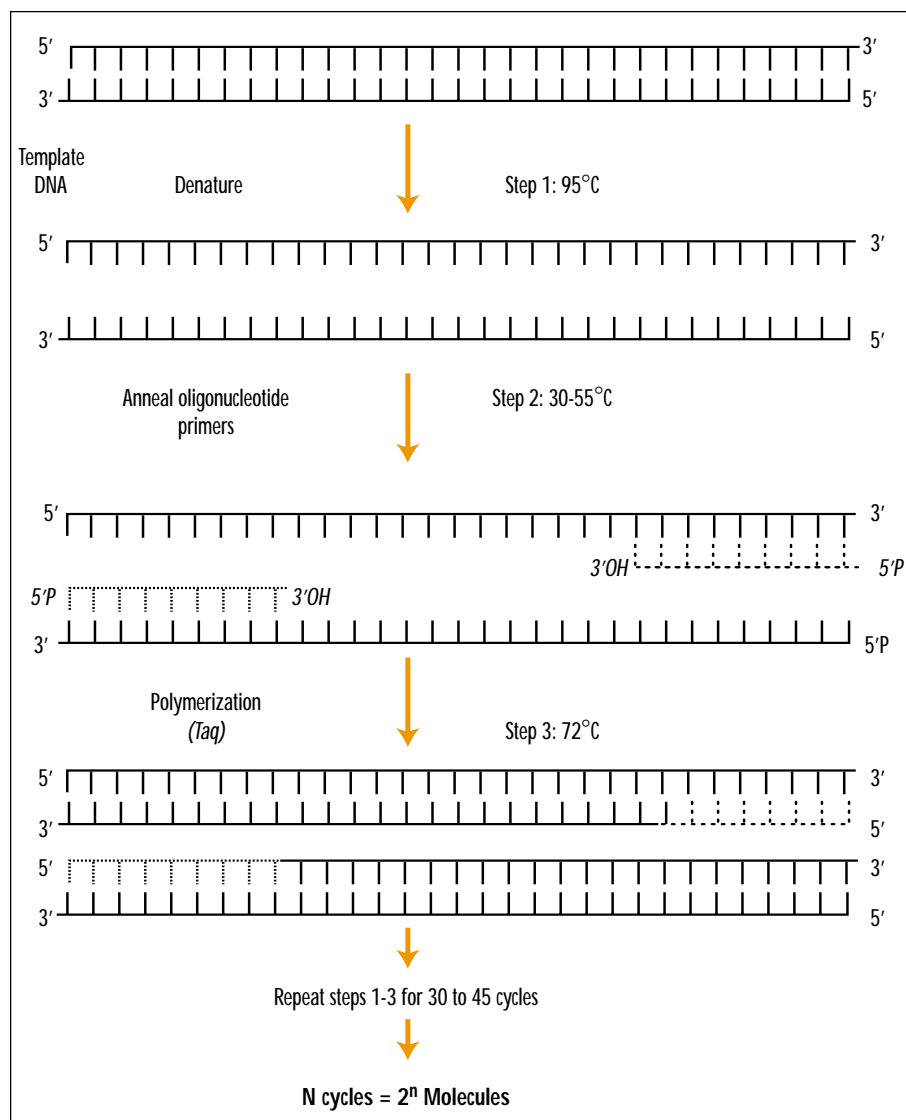 5′ 3′
3′ 5′
Template
DNA Denature Step 1: 95°C
5′ 3′
3′ 5′
Anneal oligonucleotide Step 2: 30-55°C
primers
5′ 3′
3′OH 5′P
5′P 3′OH
3′ 5′P
Polymerization
(Taq) Step 3: 72°C
5′ 3′
3′ 5′
5′ 3′
3′ 5′
Repeat steps 1-3 for 30 to 45 cycles
N cycles = 2ⁿ Molecules